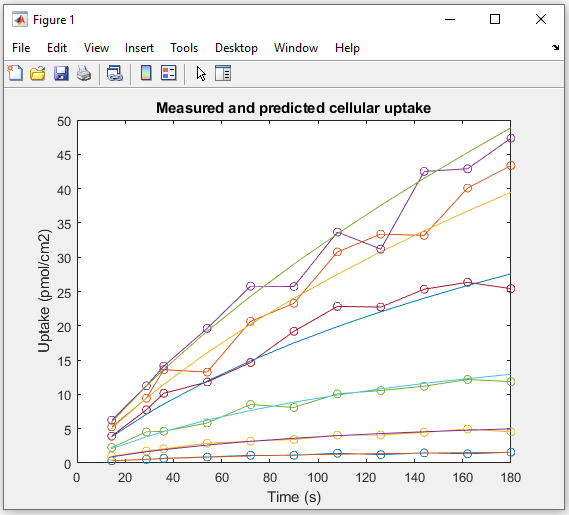 Figure 1
File Edit View Insert Tools Desktop Window Help
Measured and predicted cellular uptake
Uptake (pmol/cm2)
50
45
40
35
30
25
20
15
10
5
0
0 20 40 60 80 100 120 140 160 180
Time (s)